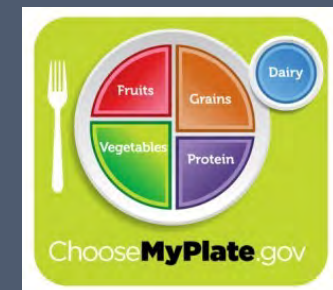 Dairy
Fruits
Grains
Vegetables
Protein
ChooseMyPlate.gov